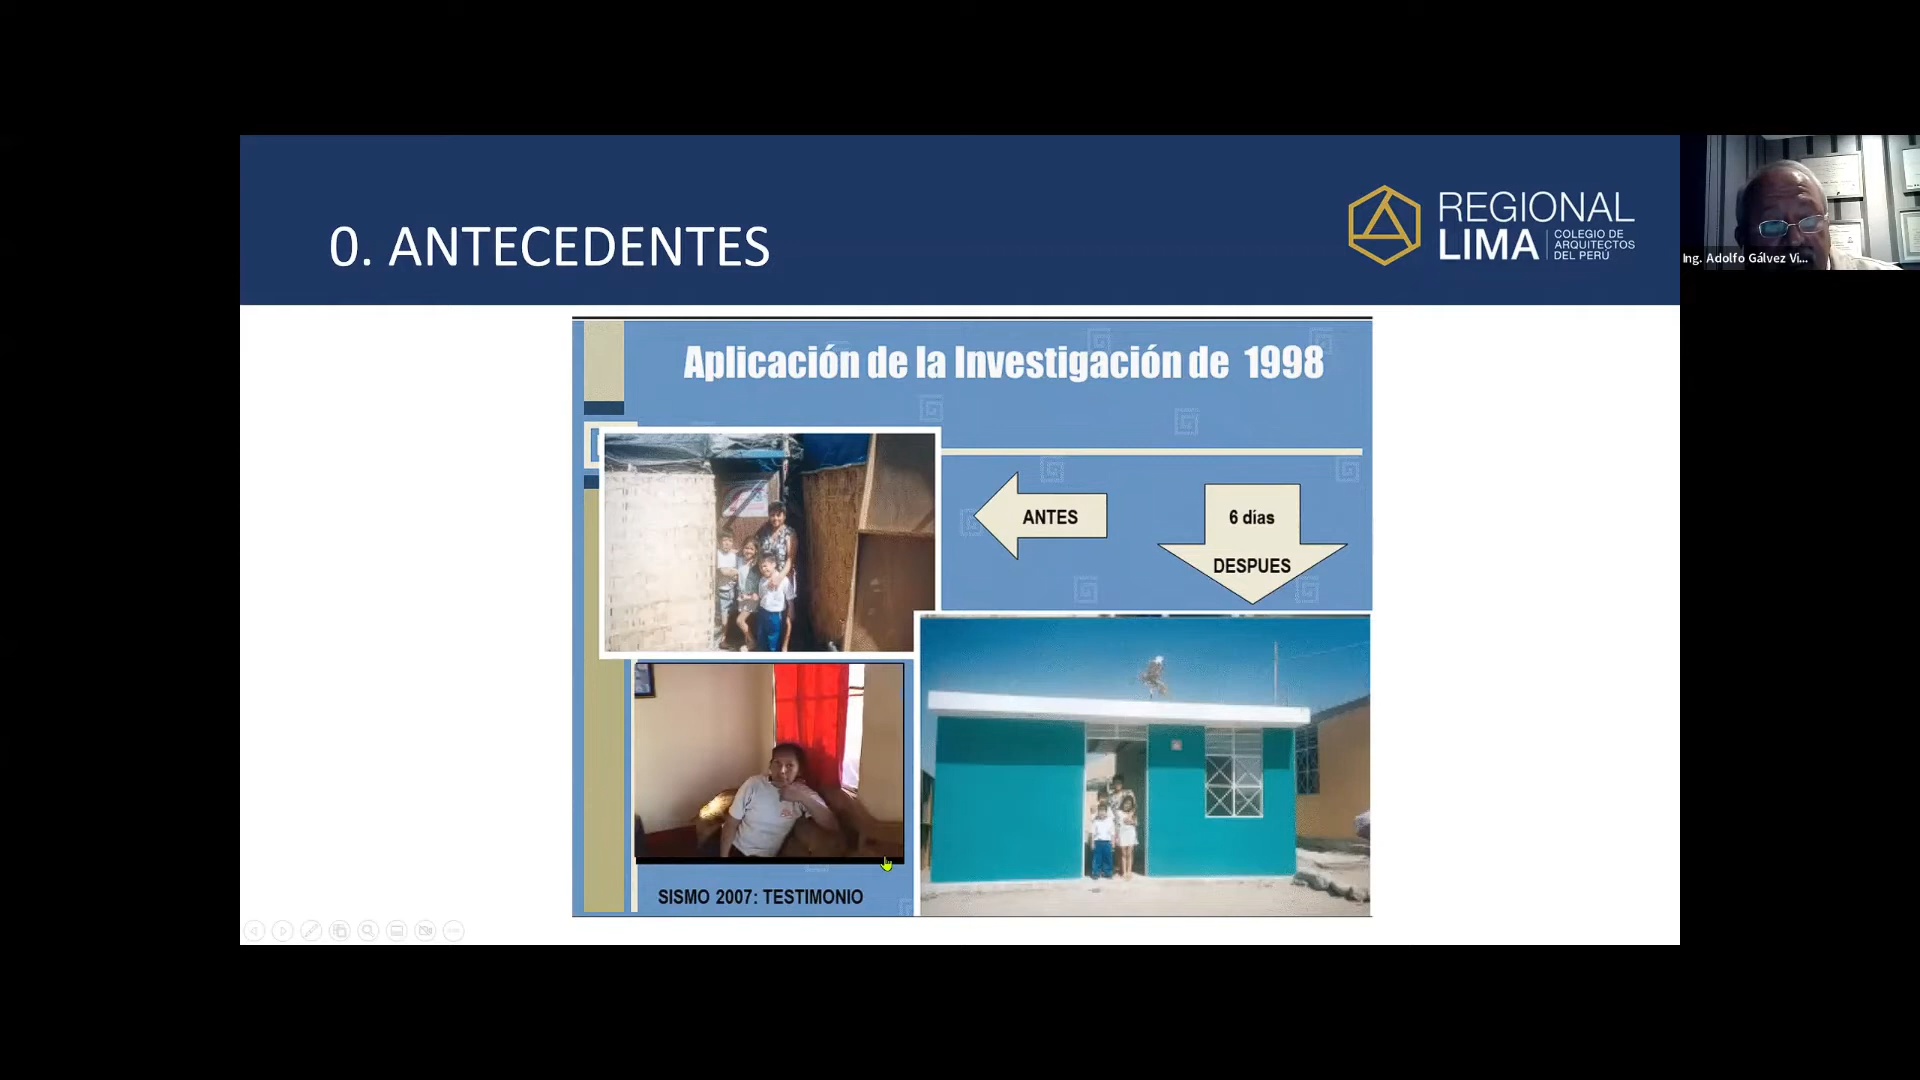 0. ANTECEDENTES
REGIONAL
LIMA
COLEGIO DE
ARQUITECTOS
DEL PERÚ
Ing. Adolfo Gálvez Vi...
Aplicación de la Investigación de 1998
ANTES
6 días
DESPUES
SISMO 2007: TESTIMONIO